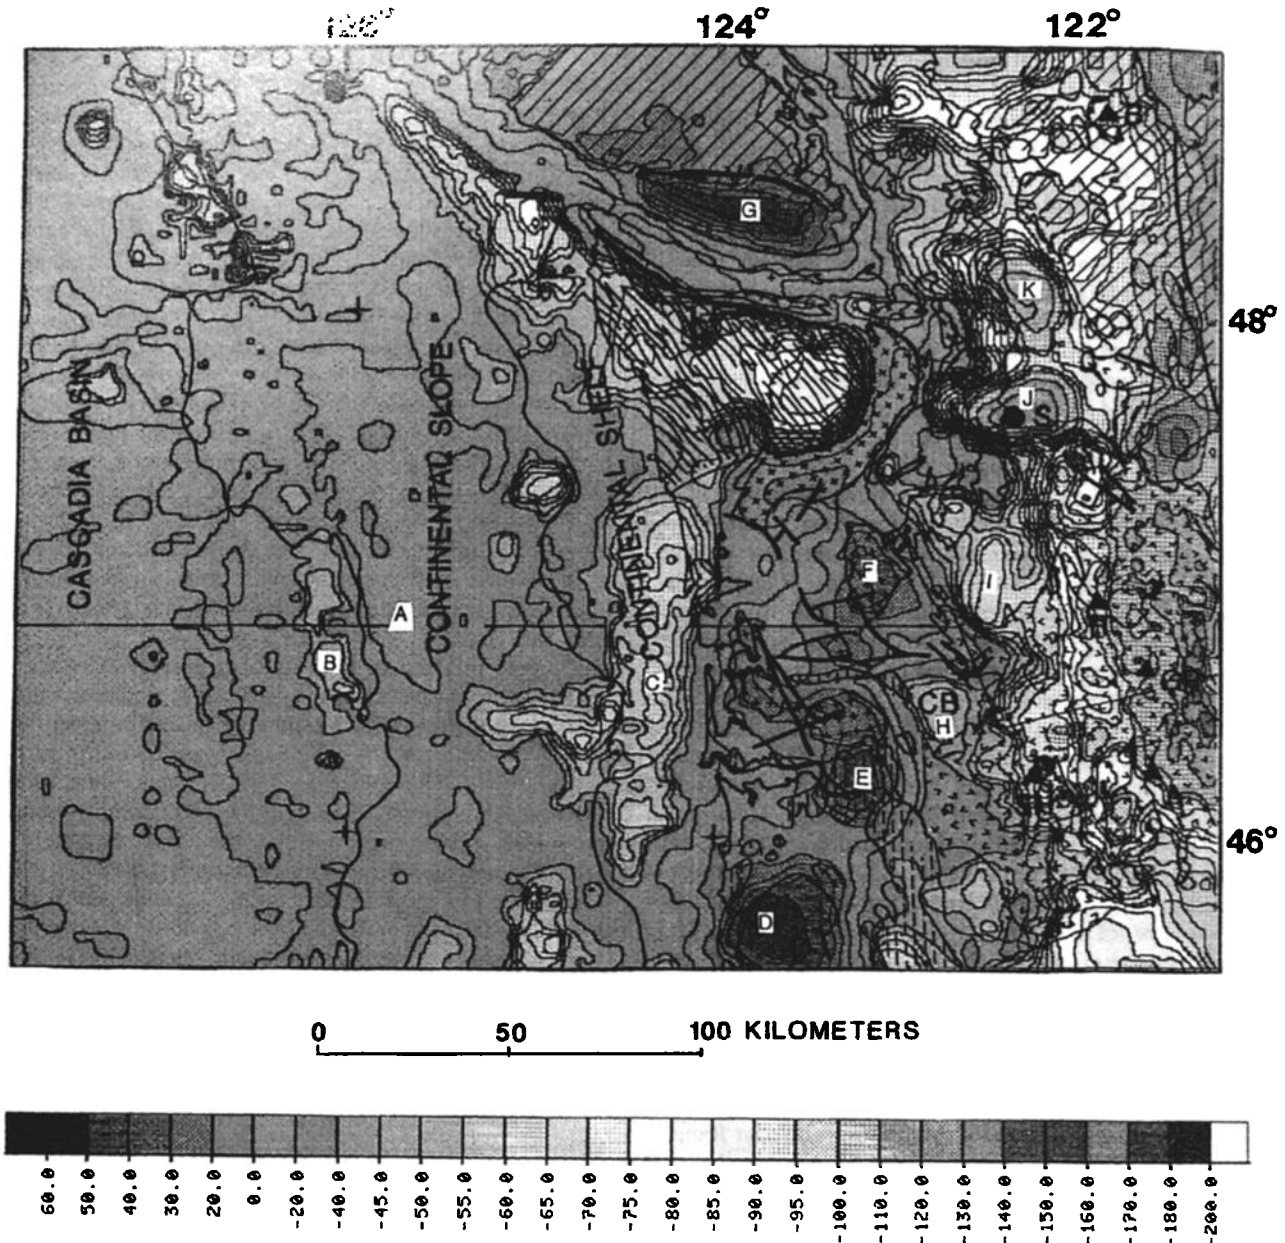 126° 124° 122°
G
K
48°
J
CASCADIA BASIN
CONTINENTAL SLOPE
CONTINENTAL SHELF
F
I
A
B
C
CB
H
E
46°
D
0 50 100 KILOMETERS
60.0 50.0 40.0 30.0 20.0 0.0 -20.0 -40.0 -45.0 -50.0 -55.0 -60.0 -65.0 -70.0 -75.0 -80.0 -85.0 -90.0 -95.0 -100.0 -110.0 -120.0 -130.0 -140.0 -150.0 -160.0 -170.0 -180.0 -200.0